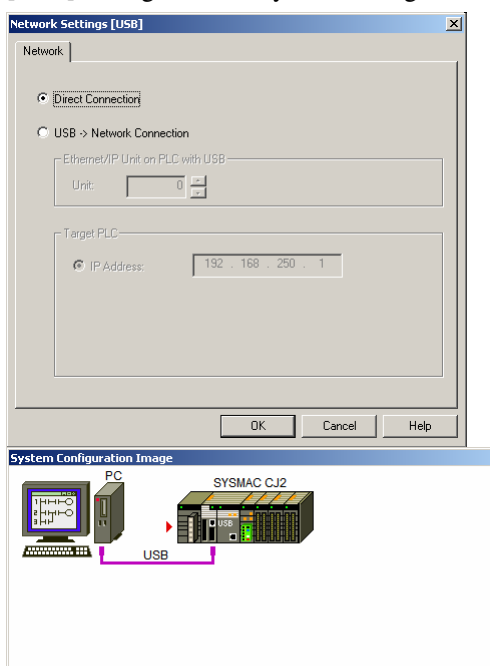 Network Settings [USB]
Network
Direct Connection
USB -> Network Connection
Ethernet/IP Unit on PLC with USB
Unit: 0
Target PLC
IP Address: 192 . 168 . 250 . 1
OK Cancel Help
System Configuration Image
PC
SYSMAC CJ2
USB
USB